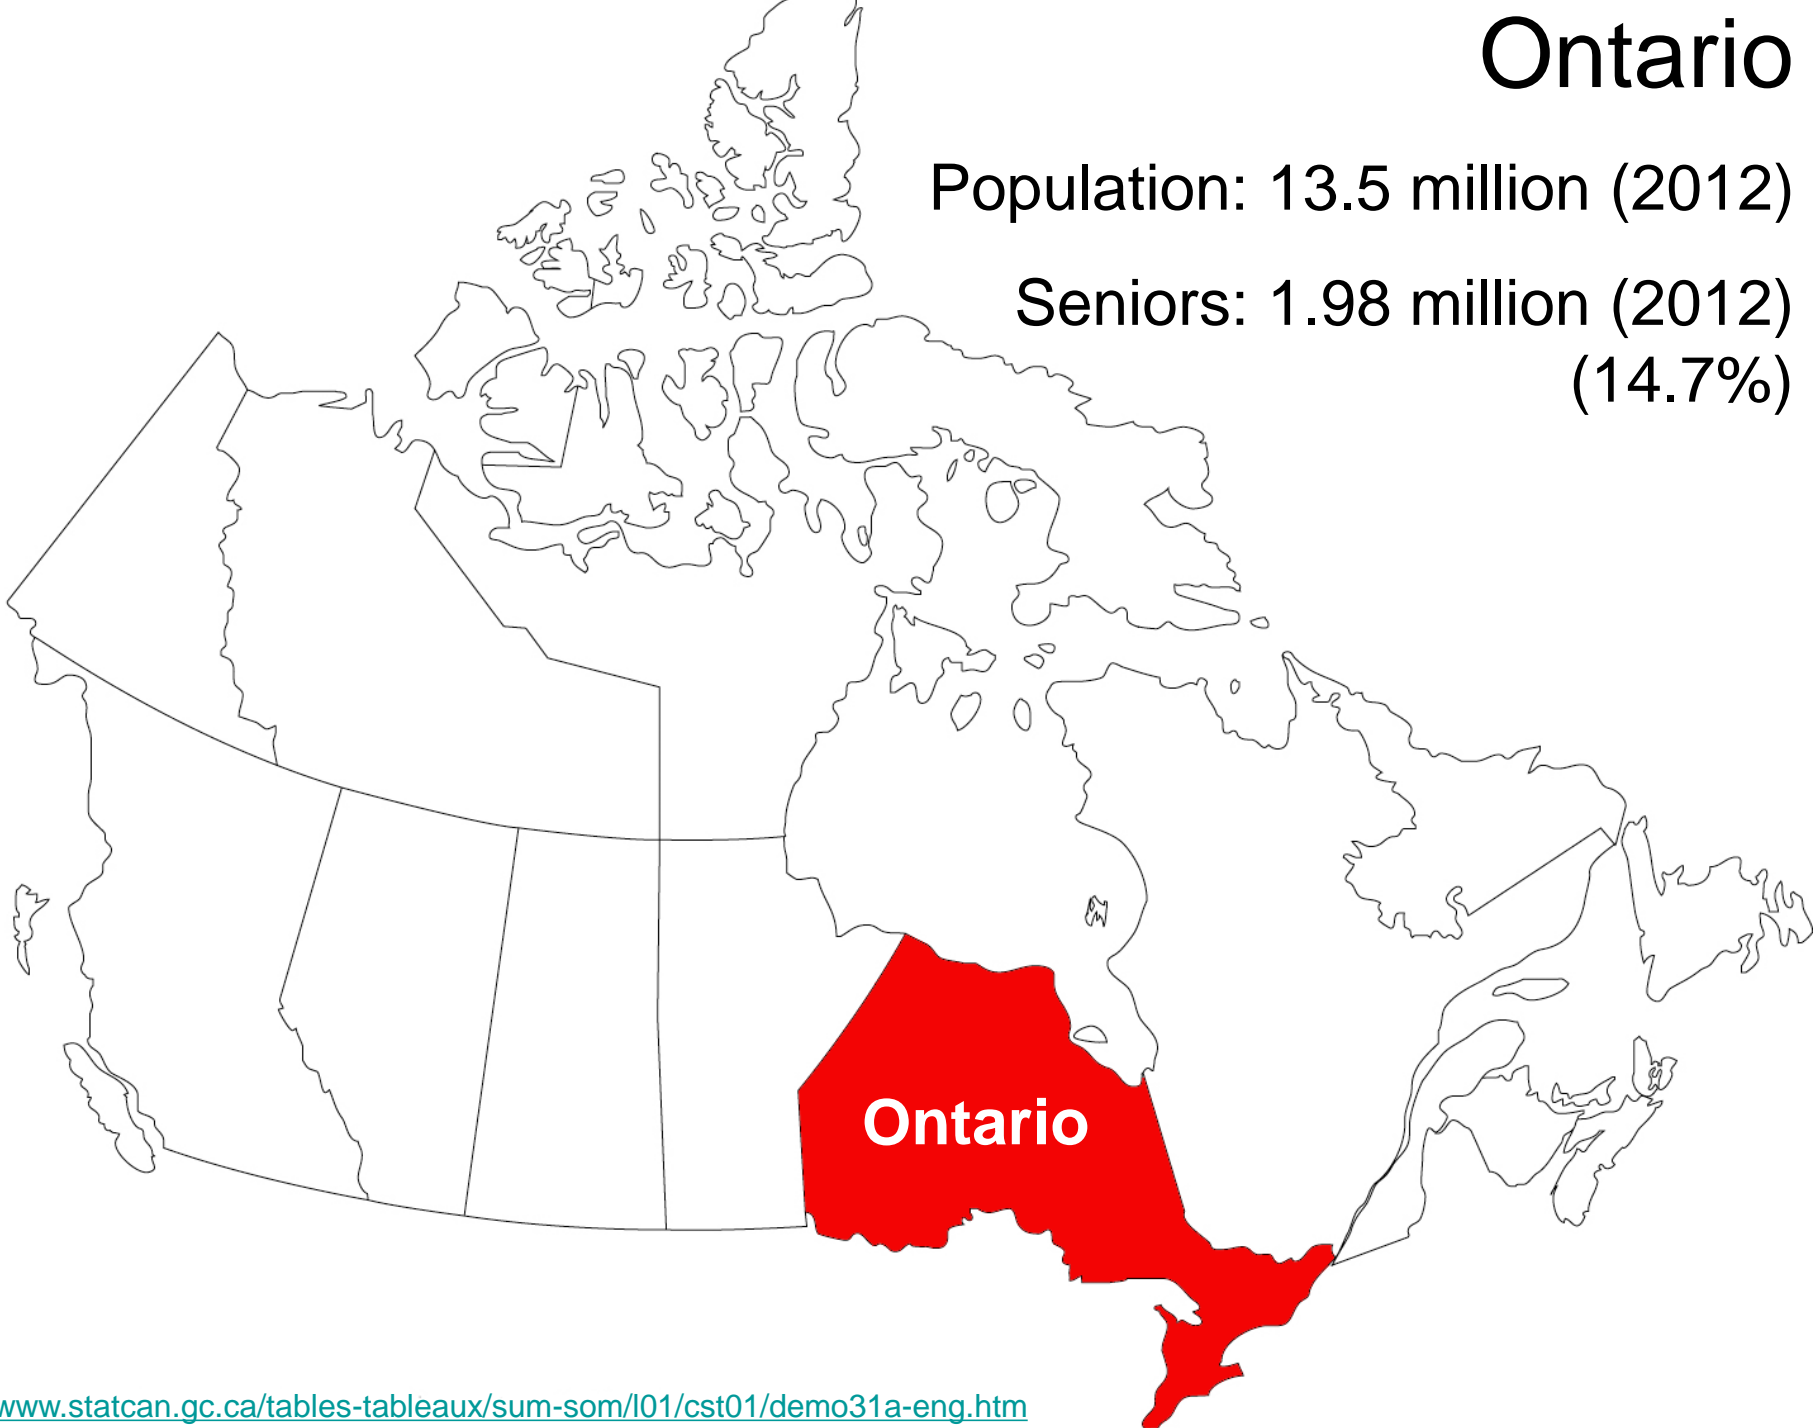 Ontario
Population: 13.5 million (2012)
Seniors: 1.98 million (2012)
(14.7%)
Ontario
www.statcan.gc.ca/tables-tableaux/sum-som/l01/cst01/demo31a-eng.htm